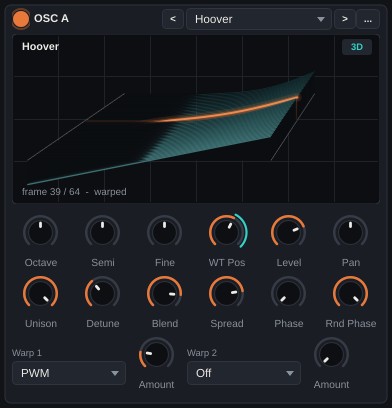 OSC A < Hoover > ...
Hoover 3D
frame 39 / 64 - warped
Octave Semi Fine WT Pos Level Pan
Unison Detune Blend Spread Phase Rnd Phase
Warp 1 Warp 2
PWM Off
Amount Amount